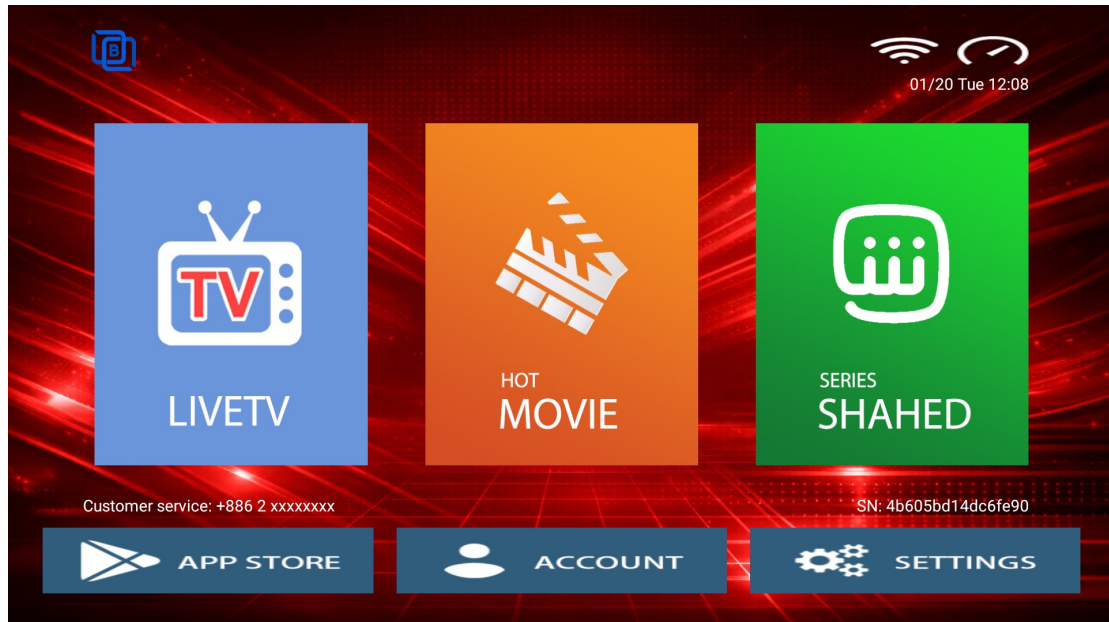 B
01/20 Tue 12:08
TV
LIVETV
HOT
MOVIE
SERIES
SHAHED
Customer service: +886 2 xxxxxxxx
SN: 4b605bd14dc6fe90
APP STORE
ACCOUNT
SETTINGS